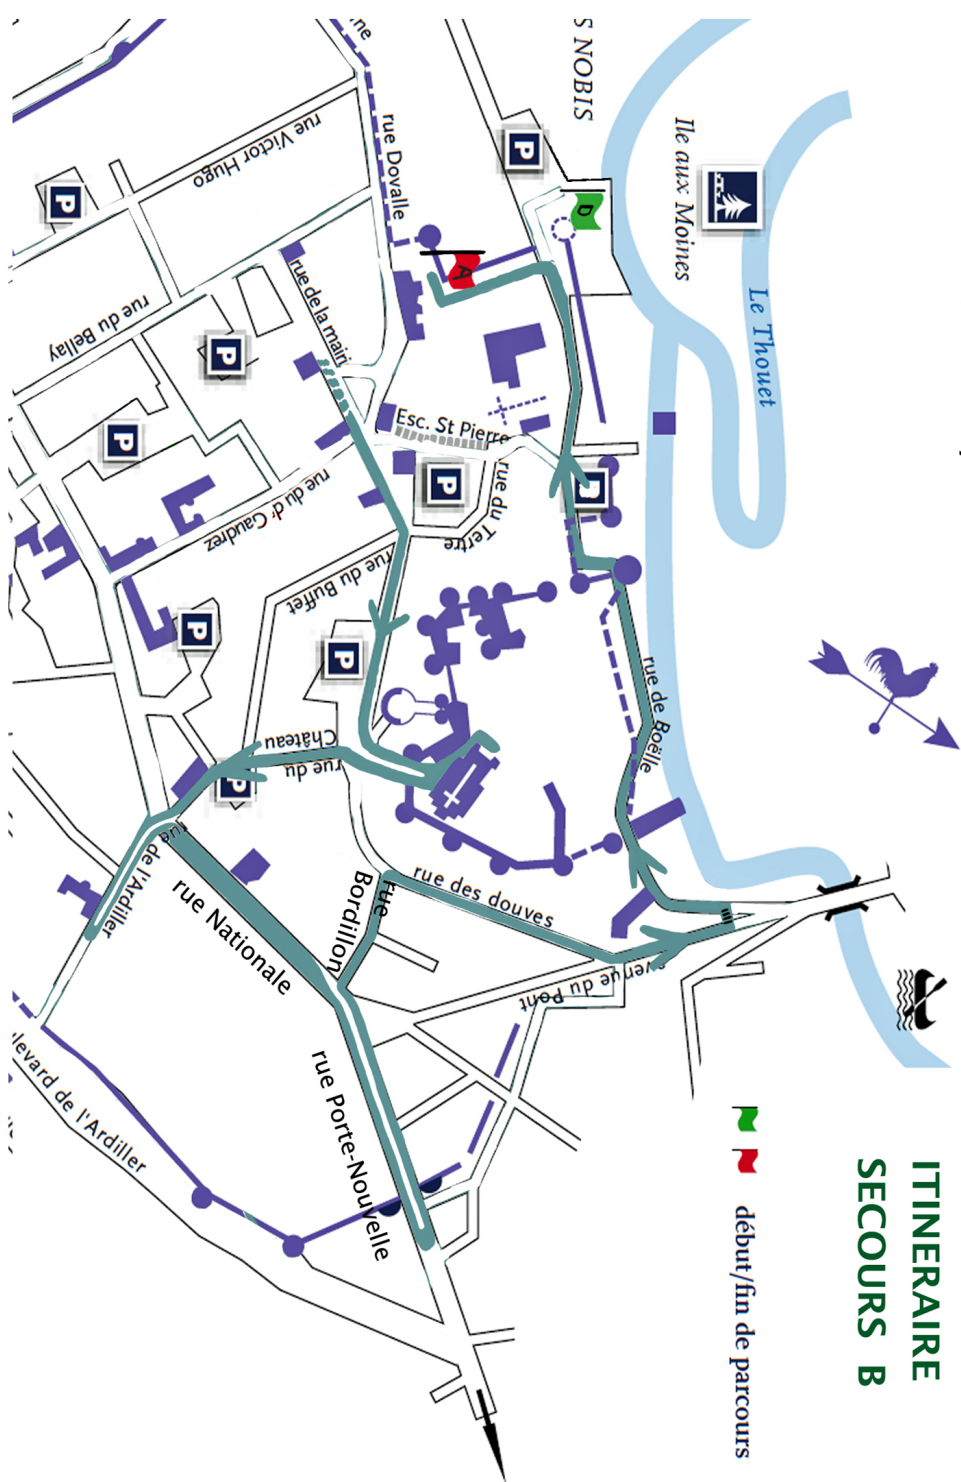 ITINERAIRE
SECOURS B
début/fin de parcours
S NOBIS
Ile aux Moines
Le Thouet
D
A
P
P
P
P
P
P
P
P
rue Dovalle
rue Victor Hugo
rue de la mairi
rue du Bellay
Esc. St Pierre
rue du Tertre
rue du dr Gaudrez
rue du Buffet
rue du
Château
rue de Boëlle
rue des douves
rue
Bordillon
avenue du Pont
rue de l'Ardiller
rue Nationale
rue Porte-Nouvelle
levard de l'Ardiller